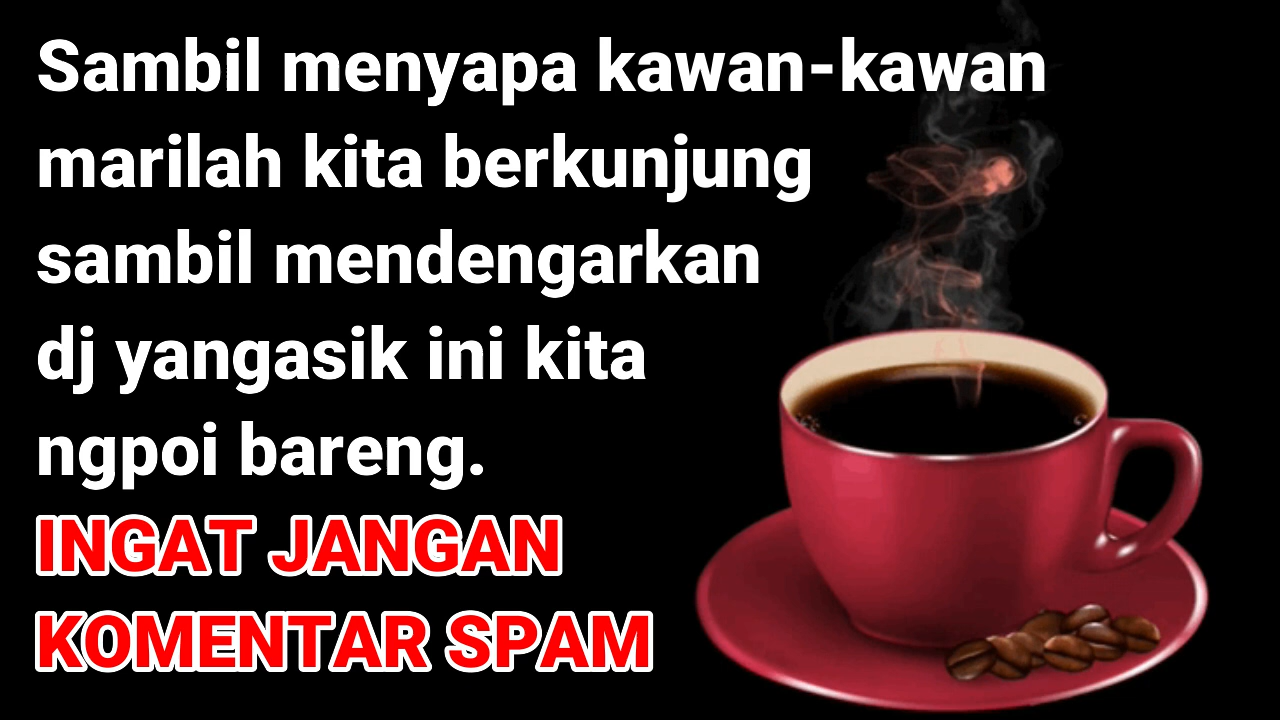 Sambil menyapa kawan-kawan
marilah kita berkunjung
sambil mendengarkan
dj yangasik ini kita
ngpoi bareng.
INGAT JANGAN
KOMENTAR SPAM